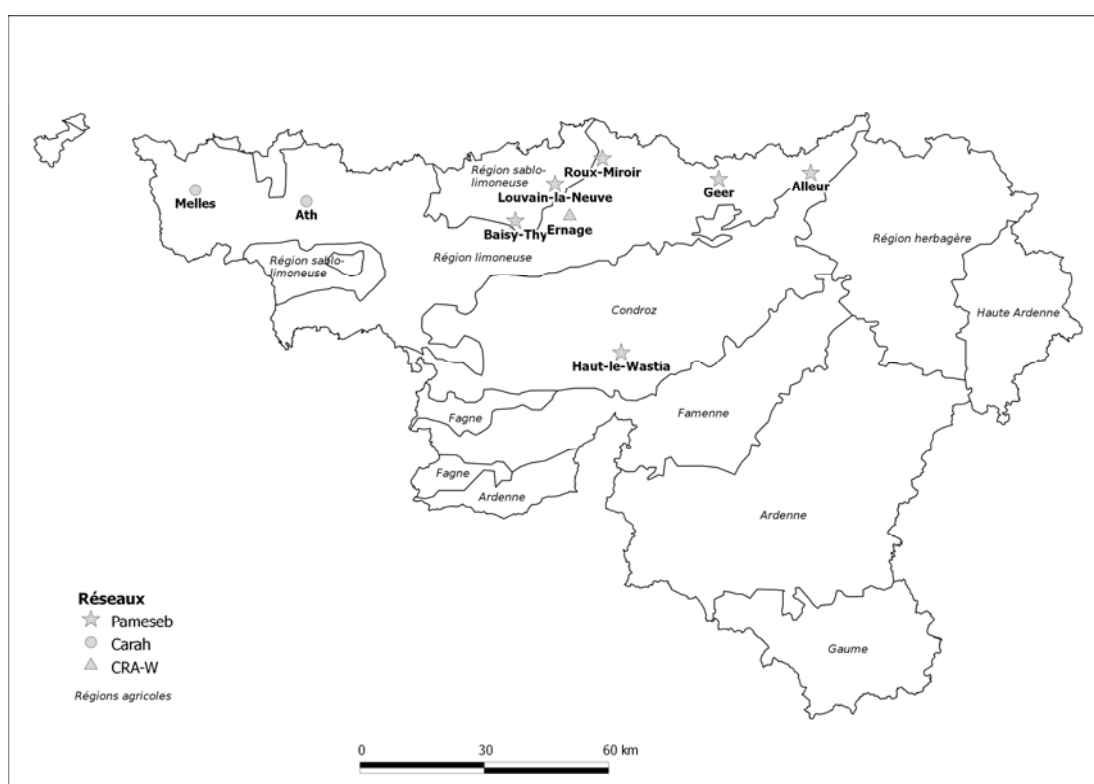 Région sablo-
limoneuse
Roux-Miroir
Louvain-la-Neuve
Geer
Alleur
Melles
Ath
Baisy-Thy
Ernage
Région herbagère
Région sablo-
limoneuse
Région limoneuse
Condroz
Haute Ardenne
Haut-le-Wastia
Fagne
Famenne
Fagne
Ardenne
Ardenne
Réseaux
Pameseb
Carah
CRA-W
Régions agricoles
Gaume
0 30 60 km